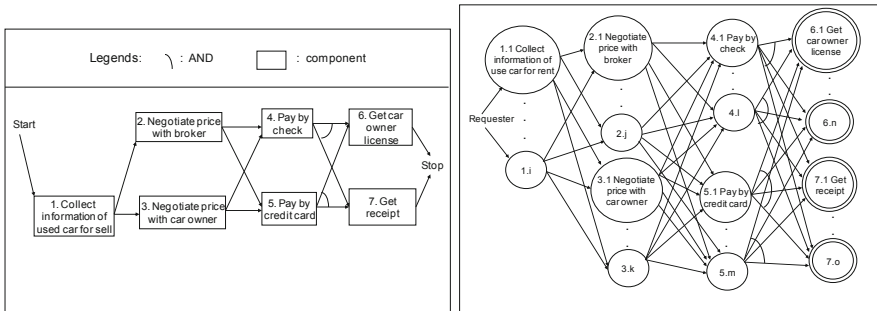 Legends: : AND : component
Start
2. Negotiate price
with broker
4. Pay by
check
6. Get car
owner
license
Stop
1. Collect
information of
used car for sell
3. Negotiate price
with car owner
5. Pay by
credit card
7. Get
receipt
1.1 Collect
information of
use car for rent
2.1 Negotiate
price with
broker
4.1 Pay by
check
6.1 Get
car owner
license
Requester
1.i
2.j
4.l
6.n
3.1 Negotiate
price with
car owner
5.1 Pay by
credit card
7.1 Get
receipt
3.k
5.m
7.o